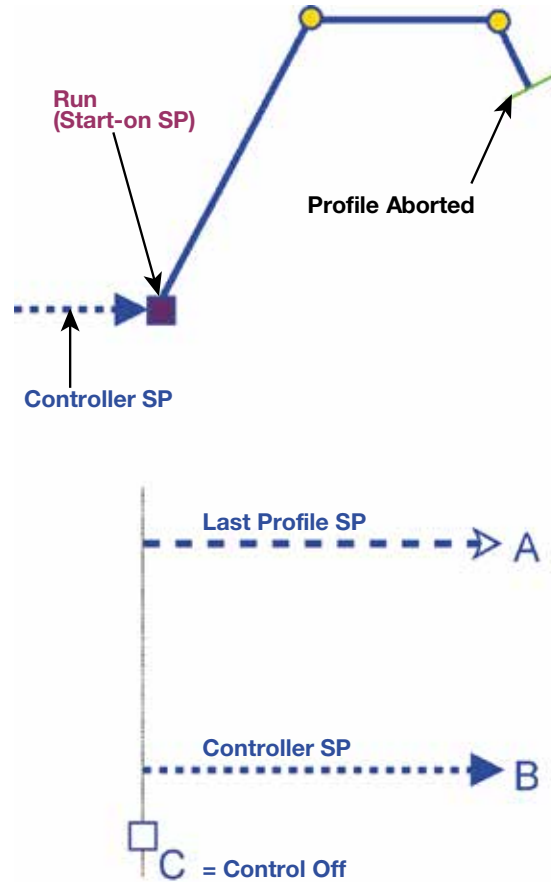 Run
(Start-on SP)
Profile Aborted
Controller SP
Last Profile SP
A
Controller SP
B
C = Control Off